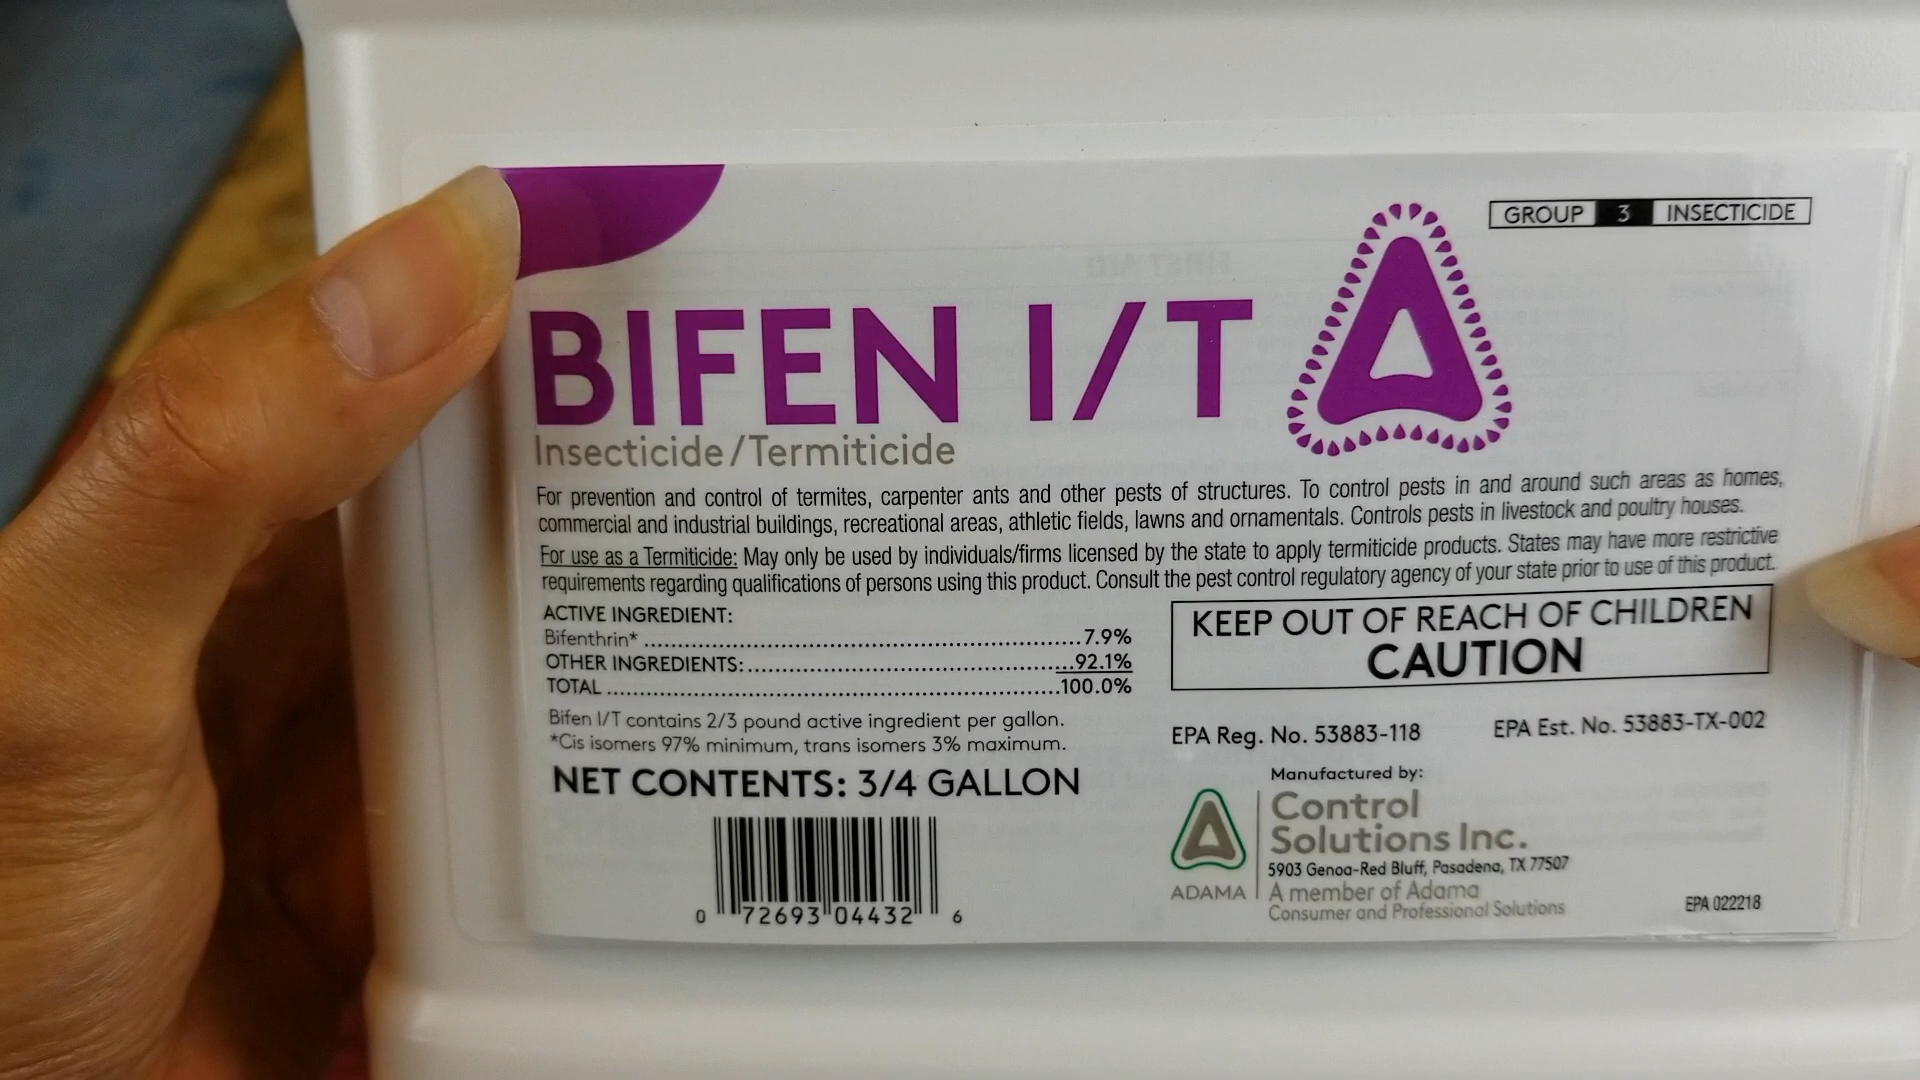 GROUP 3 INSECTICIDE
BIFEN I/T
Insecticide/Termiticide
For prevention and control of termites, carpenter ants and other pests of structures. To control pests in and around such areas as homes,
commercial and industrial buildings, recreational areas, athletic fields, lawns and ornamentals. Controls pests in livestock and poultry houses.
For use as a Termiticide: May only be used by individuals/firms licensed by the state to apply termiticide products. States may have more restrictive
requirements regarding qualifications of persons using this product. Consult the pest control regulatory agency of your state prior to use of this product.
ACTIVE INGREDIENT:
Bifenthrin* ............................................................7.9%
OTHER INGREDIENTS:.............................................92.1%
TOTAL ..................................................................100.0%
Bifen I/T contains 2/3 pound active ingredient per gallon.
*Cis isomers 97% minimum, trans isomers 3% maximum.
NET CONTENTS: 3/4 GALLON
0 72693 04432 6
KEEP OUT OF REACH OF CHILDREN
CAUTION
EPA Reg. No. 53883-118 EPA Est. No. 53883-TX-002
Manufactured by:
Control
Solutions Inc.
5903 Genoa-Red Bluff, Pasadena, TX 77507
ADAMA
A member of Adama
Consumer and Professional Solutions
EPA 022218